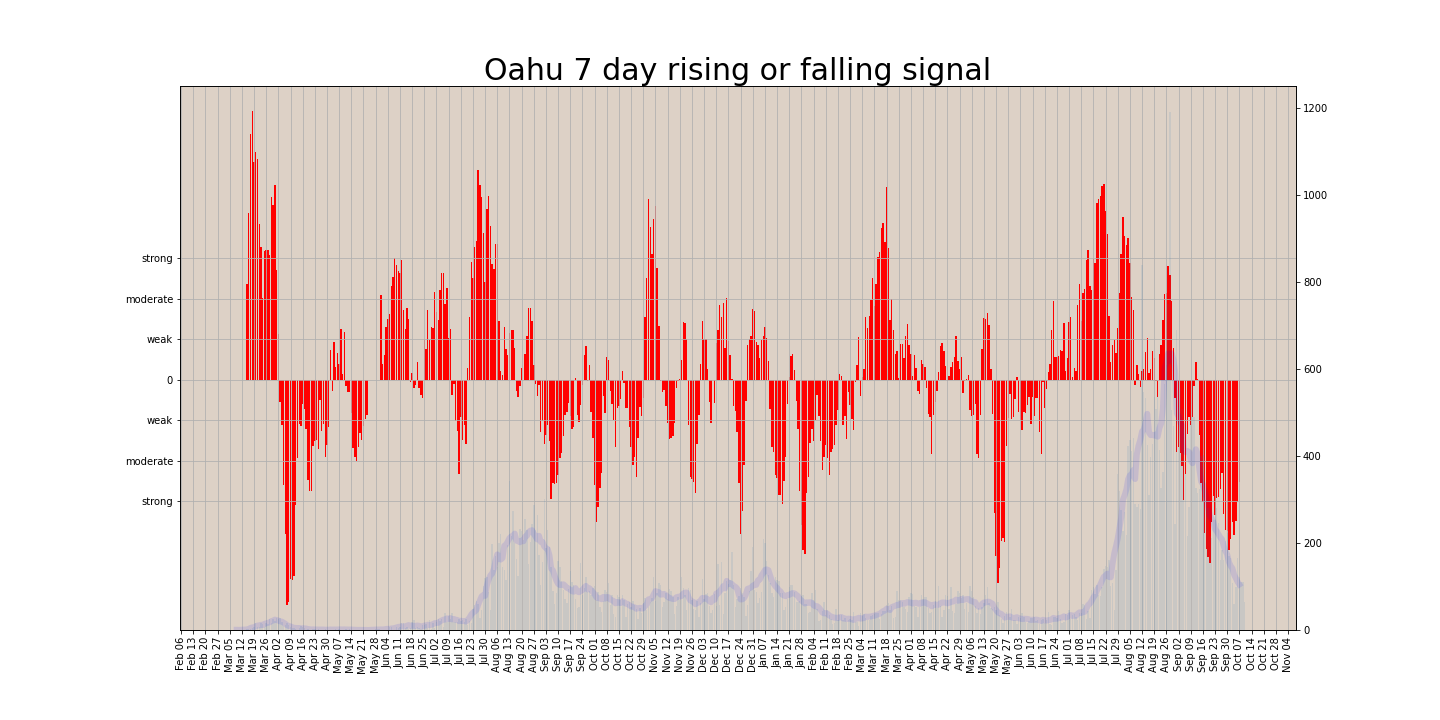 Oahu 7 day rising or falling signal
strong
moderate
weak
0
weak
moderate
strong
1200
1000
800
600
400
200
0
Feb 06
Feb 13
Feb 20
Feb 27
Mar 05
Mar 12
Mar 19
Mar 26
Apr 02
Apr 09
Apr 16
Apr 23
Apr 30
May 07
May 14
May 21
May 28
Jun 04
Jun 11
Jun 18
Jun 25
Jul 02
Jul 09
Jul 16
Jul 23
Jul 30
Aug 06
Aug 13
Aug 20
Aug 27
Sep 03
Sep 10
Sep 17
Sep 24
Oct 01
Oct 08
Oct 15
Oct 22
Oct 29
Nov 05
Nov 12
Nov 19
Nov 26
Dec 03
Dec 10
Dec 17
Dec 24
Dec 31
Jan 07
Jan 14
Jan 21
Jan 28
Feb 04
Feb 11
Feb 18
Feb 25
Mar 04
Mar 11
Mar 18
Mar 25
Apr 01
Apr 08
Apr 15
Apr 22
Apr 29
May 06
May 13
May 20
May 27
Jun 03
Jun 10
Jun 17
Jun 24
Jul 01
Jul 08
Jul 15
Jul 22
Jul 29
Aug 05
Aug 12
Aug 19
Aug 26
Sep 02
Sep 09
Sep 16
Sep 23
Sep 30
Oct 07
Oct 14
Oct 21
Oct 28
Nov 04